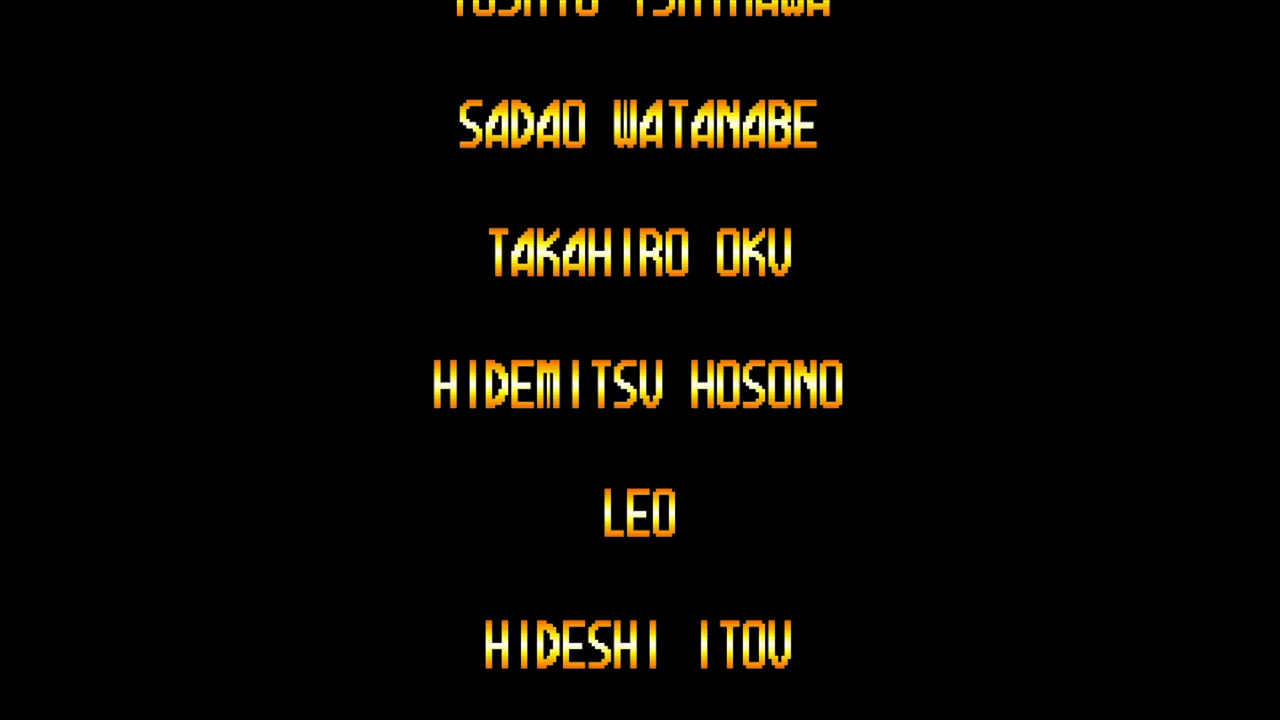 SADAO WATANABE
TAKAHIRO OKU
HIDEMITSU HOSONO
LEO
HIDESHI ITOU